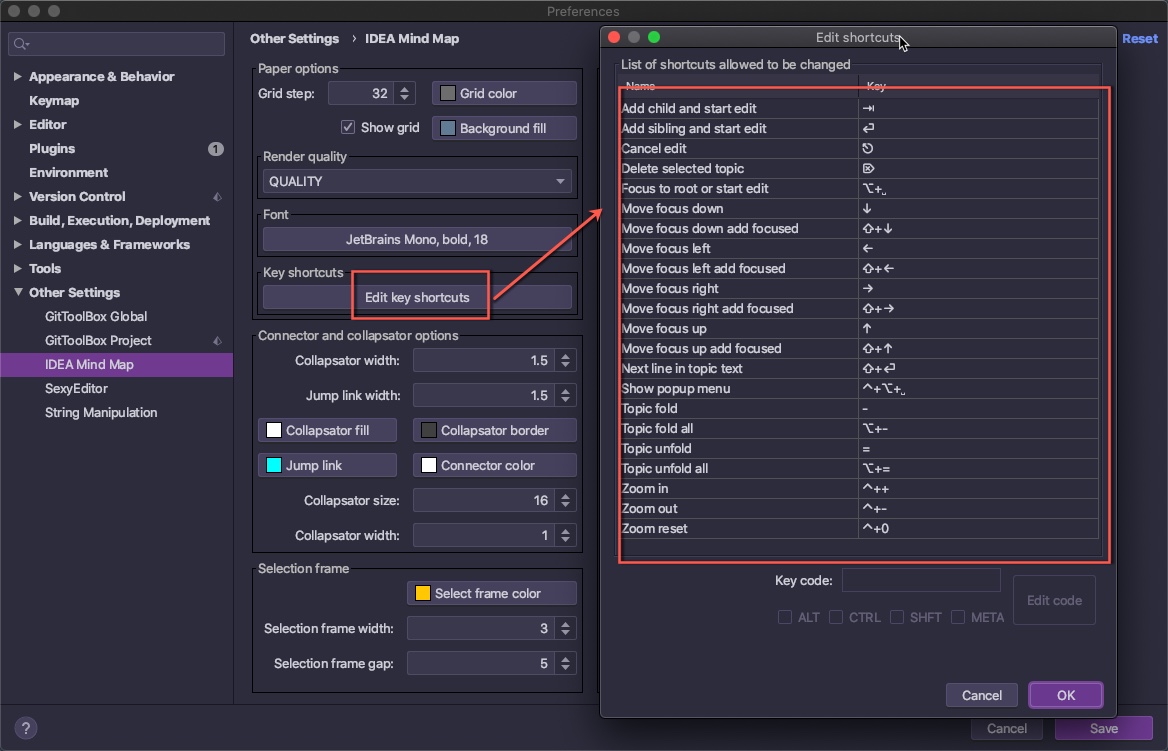 Preferences
Appearance & Behavior
Keymap
Editor
Plugins 1
Environment
Version Control
Build, Execution, Deployment
Languages & Frameworks
Tools
Other Settings
GitToolBox Global
GitToolBox Project
IDEA Mind Map
SexyEditor
String Manipulation
?
Other Settings › IDEA Mind Map
Reset
Paper options
Grid step: 32 Grid color
Show grid Background fill
Render quality
QUALITY
Font
JetBrains Mono, bold, 18
Key shortcuts
Edit key shortcuts
Connector and collapsator options
Collapsator width: 1.5
Jump link width: 1.5
Collapsator fill Collapsator border
Jump link Connector color
Collapsator size: 16
Collapsator width: 1
Selection frame
Select frame color
Selection frame width: 3
Selection frame gap: 5
Edit shortcuts
List of shortcuts allowed to be changed
Name Key
Add child and start edit ⇥
Add sibling and start edit ⏎
Cancel edit ⎋
Delete selected topic ⌦
Focus to root or start edit ⌥+␣
Move focus down ↓
Move focus down add focused ⇧+↓
Move focus left ←
Move focus left add focused ⇧+←
Move focus right →
Move focus right add focused ⇧+→
Move focus up ↑
Move focus up add focused ⇧+↑
Next line in topic text ⇧+⏎
Show popup menu ⌃+⌥+␣
Topic fold -
Topic fold all ⌥+-
Topic unfold =
Topic unfold all ⌥+=
Zoom in ⌃++
Zoom out ⌃+-
Zoom reset ⌃+0
Key code:
ALT CTRL SHFT META
Edit code
Cancel OK
Cancel Save